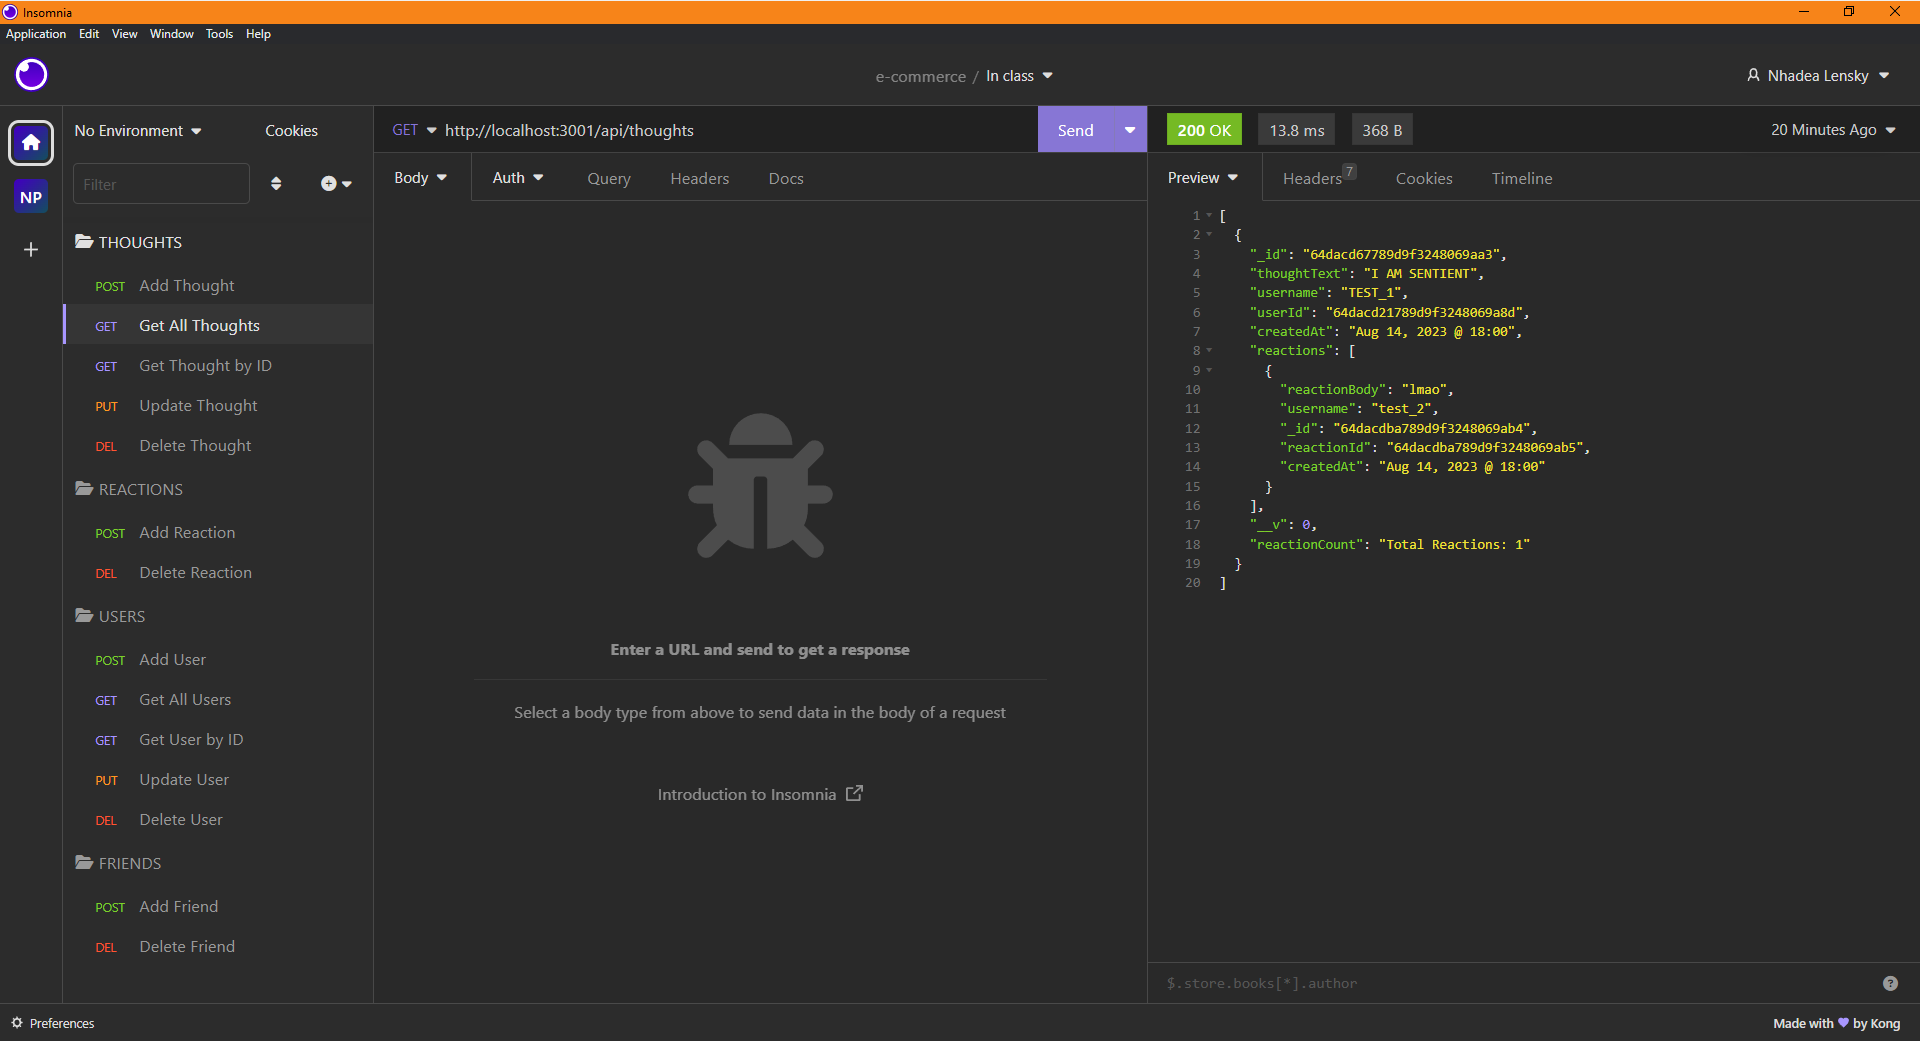 Insomnia
Application Edit View Window Tools Help
e-commerce / In class
Nhadea Lensky
No Environment
Cookies
GET http://localhost:3001/api/thoughts
Send
200 OK
13.8 ms
368 B
20 Minutes Ago
Filter
Body
Auth
Query
Headers
Docs
Preview
Headers 7
Cookies
Timeline
NP
THOUGHTS
POST Add Thought
GET Get All Thoughts
GET Get Thought by ID
PUT Update Thought
DEL Delete Thought
REACTIONS
POST Add Reaction
DEL Delete Reaction
USERS
POST Add User
GET Get All Users
GET Get User by ID
PUT Update User
DEL Delete User
FRIENDS
POST Add Friend
DEL Delete Friend
Enter a URL and send to get a response
Select a body type from above to send data in the body of a request
Introduction to Insomnia
1 [
2 {
3 "_id": "64dacd67789d9f3248069aa3",
4 "thoughtText": "I AM SENTIENT",
5 "username": "TEST_1",
6 "userId": "64dacd21789d9f3248069a8d",
7 "createdAt": "Aug 14, 2023 @ 18:00",
8 "reactions": [
9 {
10 "reactionBody": "lmao",
11 "username": "test_2",
12 "_id": "64dacdba789d9f3248069ab4",
13 "reactionId": "64dacdba789d9f3248069ab5",
14 "createdAt": "Aug 14, 2023 @ 18:00"
15 }
16 ],
17 "__v": 0,
18 "reactionCount": "Total Reactions: 1"
19 }
20 ]
$.store.books[*].author
?
Preferences
Made with by Kong